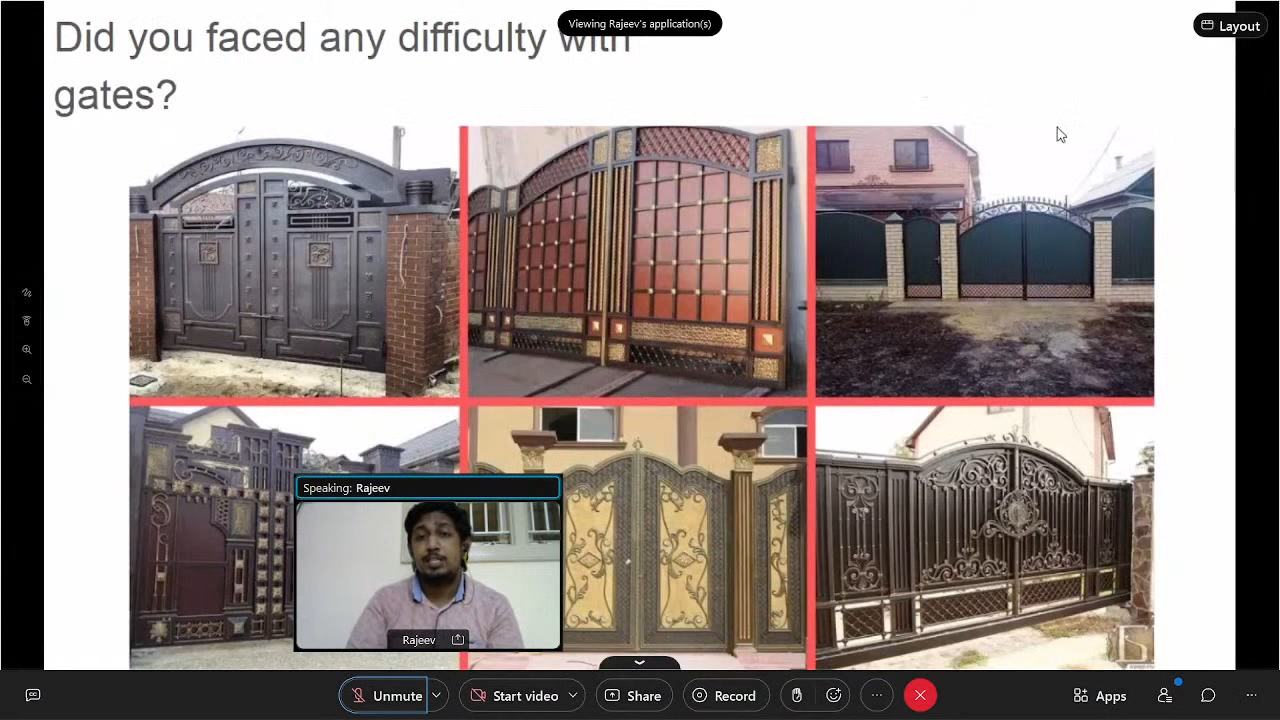 Viewing Rajeev's application(s)
Layout
Did you faced any difficulty with
gates?
Speaking: Rajeev
Rajeev
Unmute
Start video
Share
Record
Apps